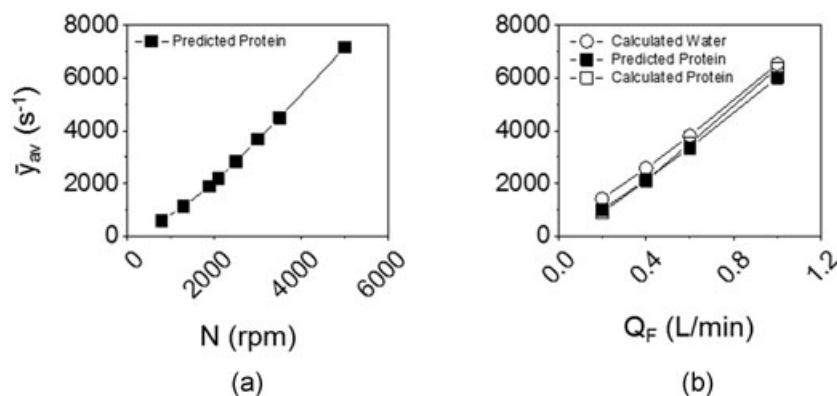 8000
6000
4000
2000
0
ȳav (s-1)
Predicted Protein
0
2000
4000
6000
N (rpm)
(a)
8000
6000
4000
2000
0
Calculated Water
Predicted Protein
Calculated Protein
0.0
0.4
0.8
1.2
QF (L/min)
(b)